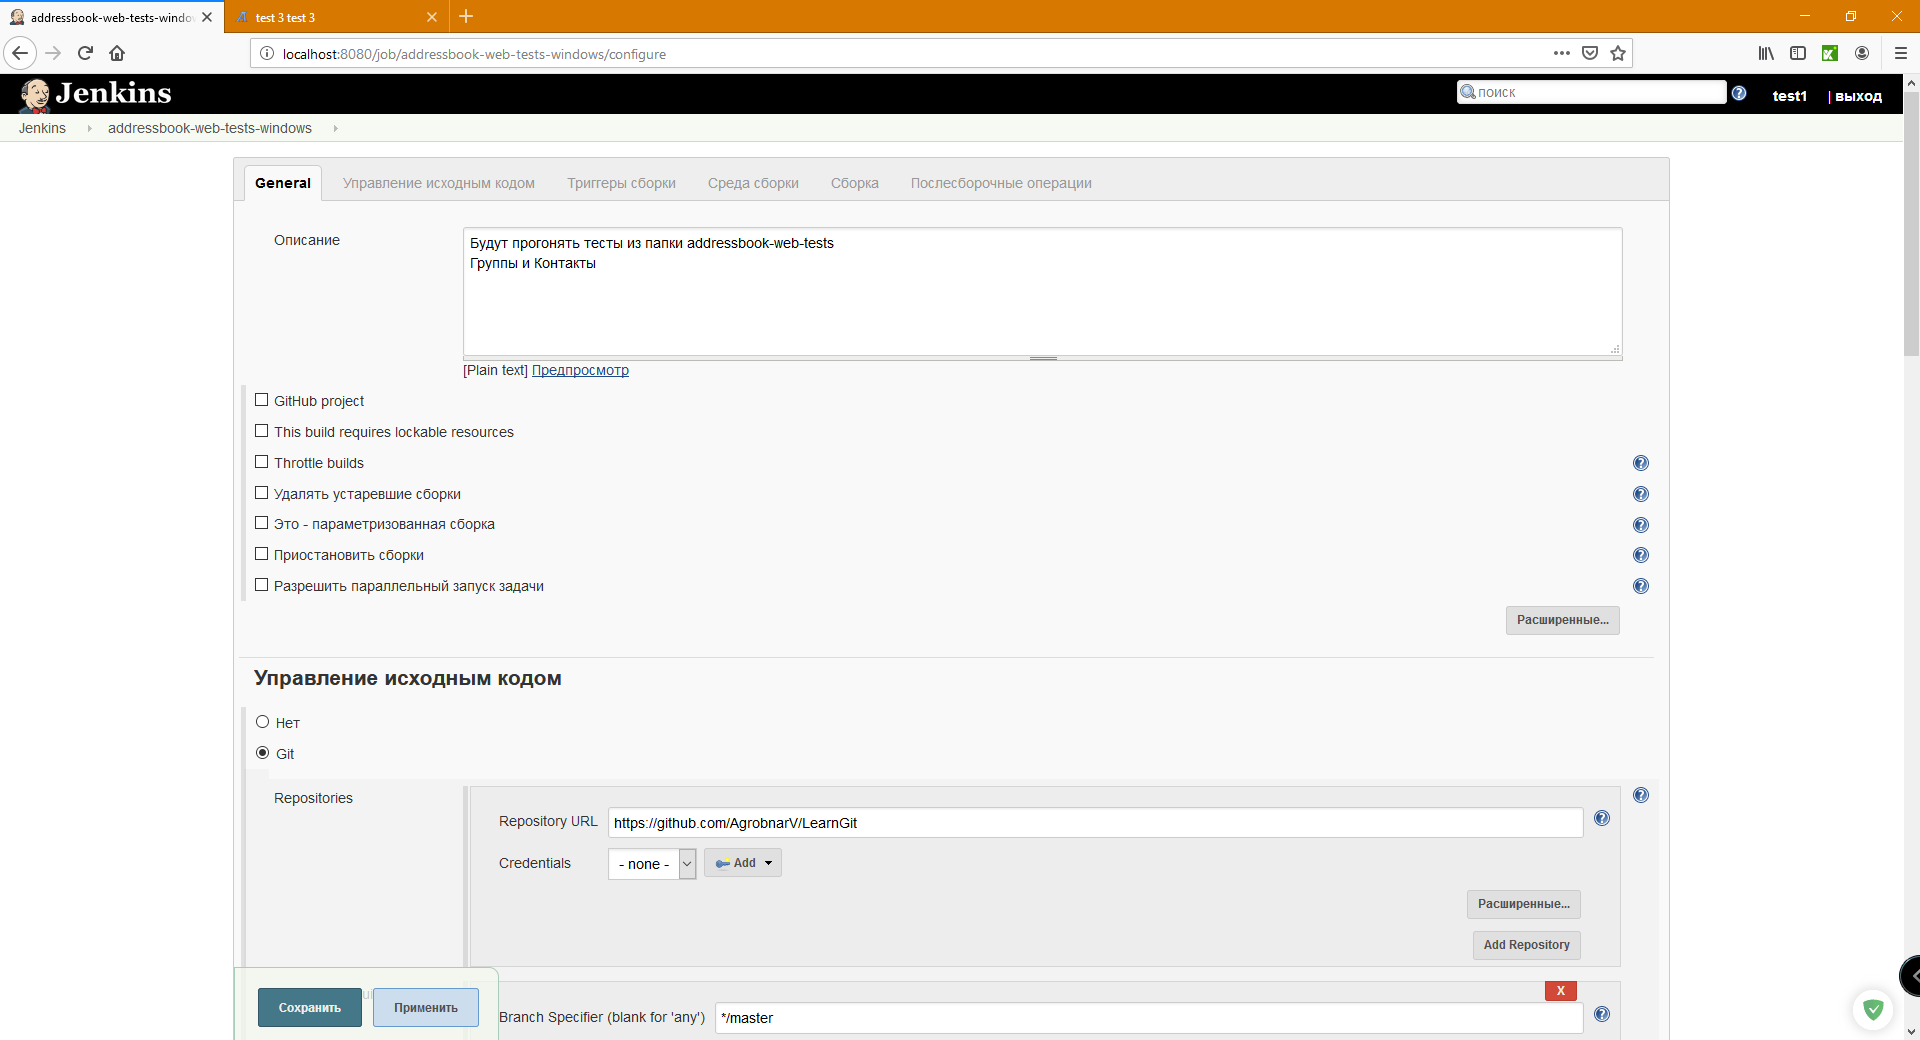 addressbook-web-tests-windo
test 3 test 3
localhost:8080/job/addressbook-web-tests-windows/configure
Jenkins
поиск
test1
| выход
Jenkins
addressbook-web-tests-windows
General
Управление исходным кодом
Триггеры сборки
Среда сборки
Сборка
Послесборочные операции
Описание
Будут прогонять тесты из папки addressbook-web-tests
Группы и Контакты
[Plain text] Предпросмотр
GitHub project
This build requires lockable resources
Throttle builds
Удалять устаревшие сборки
Это - параметризованная сборка
Приостановить сборки
Разрешить параллельный запуск задачи
Расширенные...
Управление исходным кодом
Нет
Git
Repositories
Repository URL
https://github.com/AgrobnarV/LearnGit
Credentials
- none -
Add
Расширенные...
Add Repository
X
Сохранить
Применить
Branch Specifier (blank for 'any')
*/master